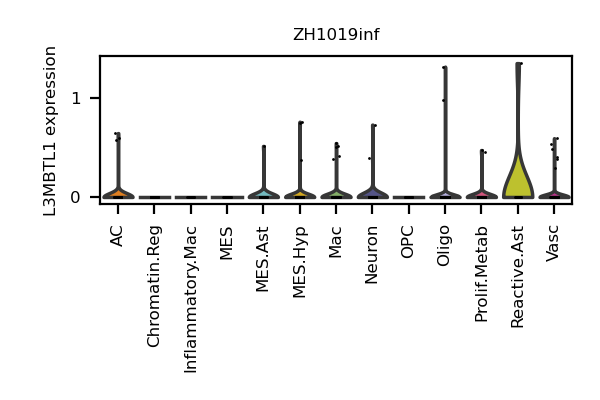 ZH1019inf
L3MBTL1 expression
1
0
AC
Chromatin.Reg
Inflammatory.Mac
MES
MES.Ast
MES.Hyp
Mac
Neuron
OPC
Oligo
Prolif.Metab
Reactive.Ast
Vasc